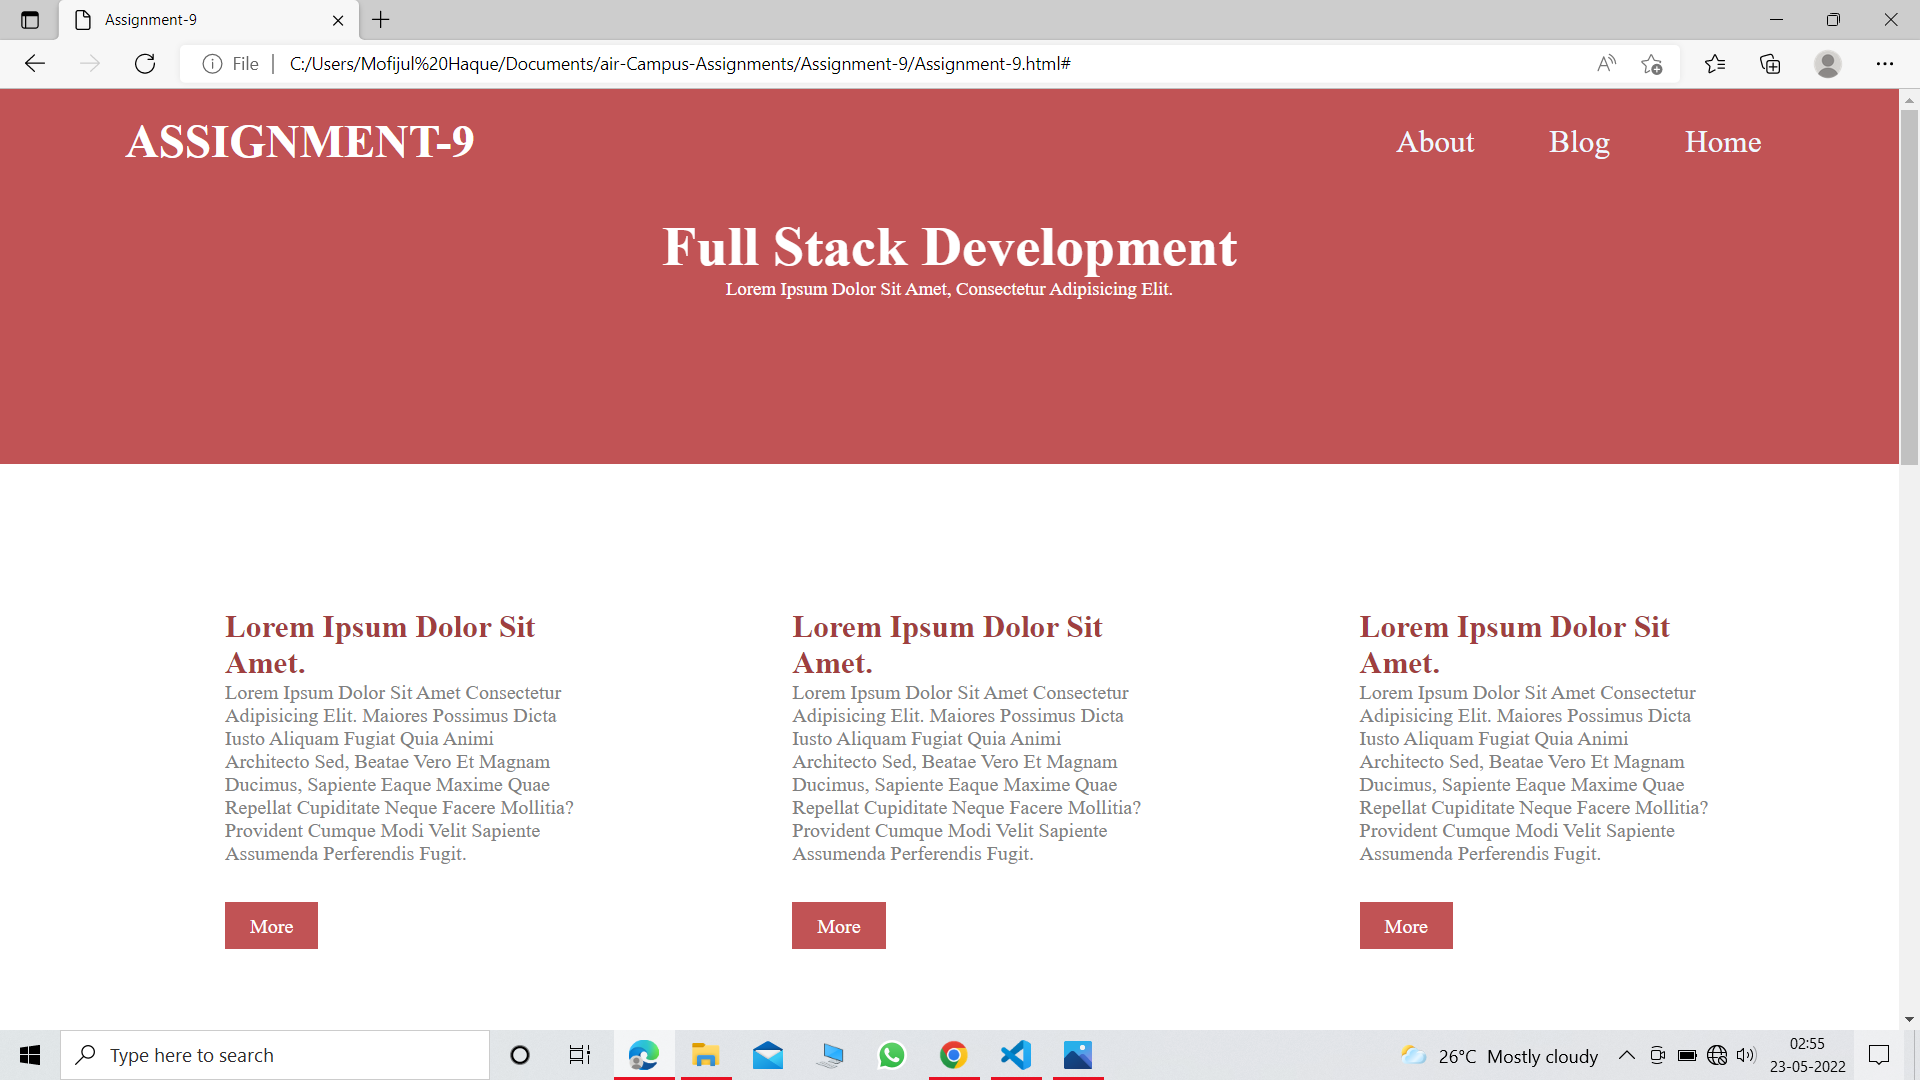 Assignment-9
File
C:/Users/Mofijul%20Haque/Documents/air-Campus-Assignments/Assignment-9/Assignment-9.html#
ASSIGNMENT-9
About
Blog
Home
Full Stack Development
Lorem Ipsum Dolor Sit Amet, Consectetur Adipisicing Elit.
Lorem Ipsum Dolor Sit
Amet.
Lorem Ipsum Dolor Sit Amet Consectetur
Adipisicing Elit. Maiores Possimus Dicta
Iusto Aliquam Fugiat Quia Animi
Architecto Sed, Beatae Vero Et Magnam
Ducimus, Sapiente Eaque Maxime Quae
Repellat Cupiditate Neque Facere Mollitia?
Provident Cumque Modi Velit Sapiente
Assumenda Perferendis Fugit.
More
Lorem Ipsum Dolor Sit
Amet.
Lorem Ipsum Dolor Sit Amet Consectetur
Adipisicing Elit. Maiores Possimus Dicta
Iusto Aliquam Fugiat Quia Animi
Architecto Sed, Beatae Vero Et Magnam
Ducimus, Sapiente Eaque Maxime Quae
Repellat Cupiditate Neque Facere Mollitia?
Provident Cumque Modi Velit Sapiente
Assumenda Perferendis Fugit.
More
Lorem Ipsum Dolor Sit
Amet.
Lorem Ipsum Dolor Sit Amet Consectetur
Adipisicing Elit. Maiores Possimus Dicta
Iusto Aliquam Fugiat Quia Animi
Architecto Sed, Beatae Vero Et Magnam
Ducimus, Sapiente Eaque Maxime Quae
Repellat Cupiditate Neque Facere Mollitia?
Provident Cumque Modi Velit Sapiente
Assumenda Perferendis Fugit.
More
Type here to search
26°C Mostly cloudy
02:55
23-05-2022